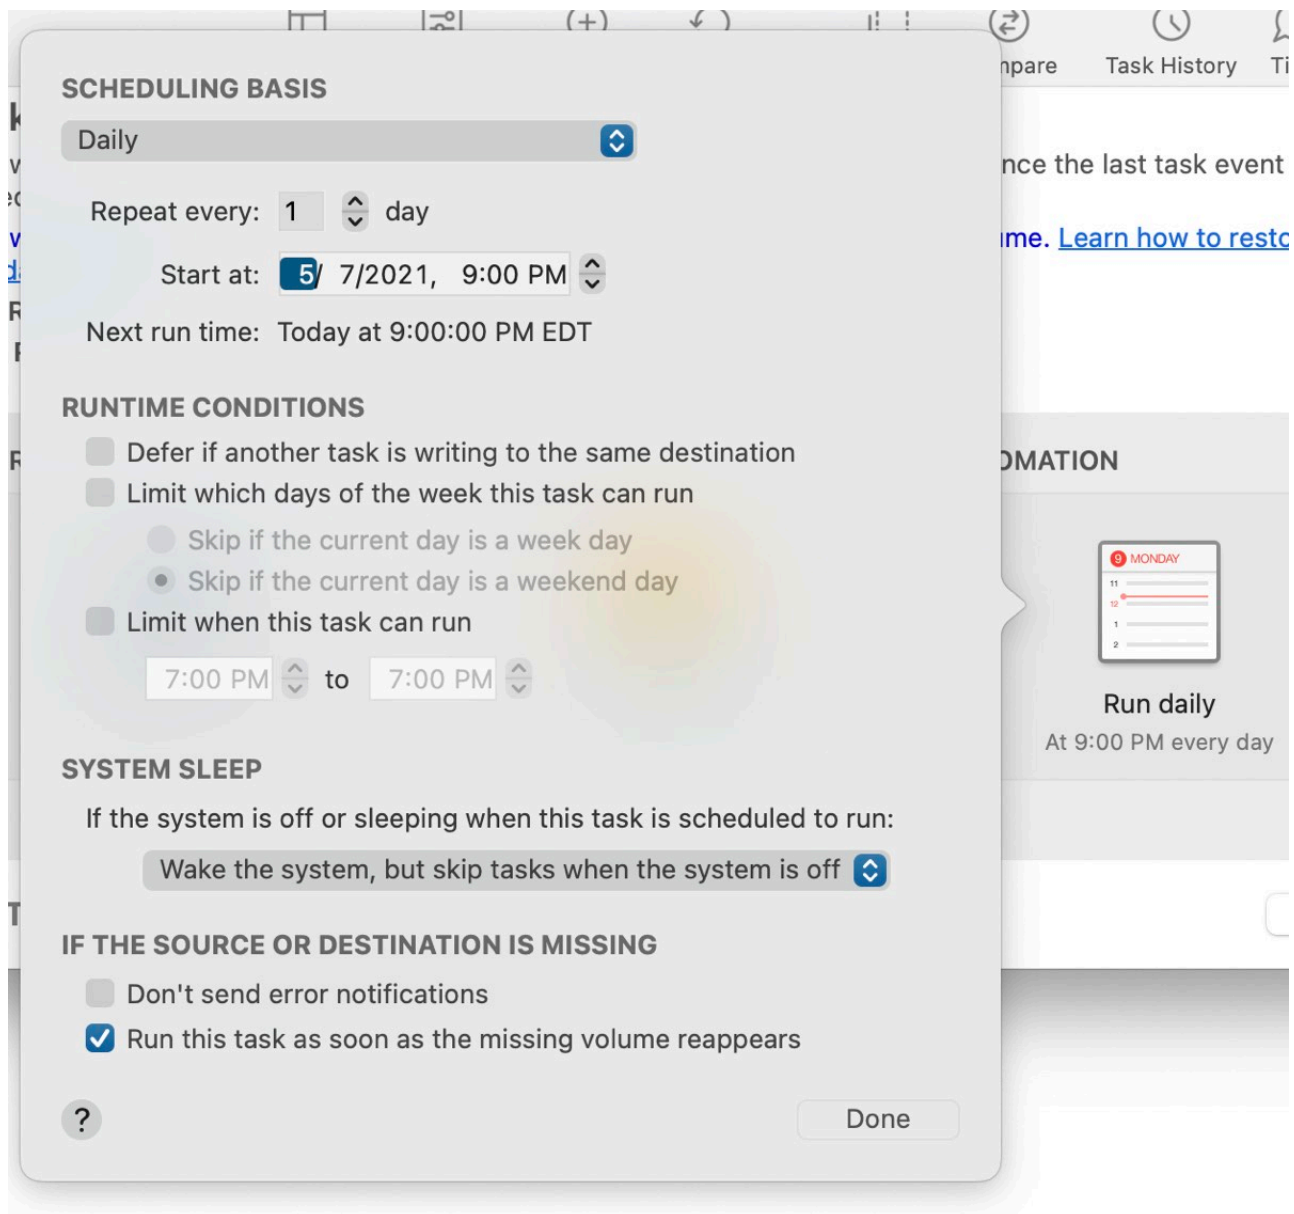 Task History
SCHEDULING BASIS
Daily
nce the last task event
Repeat every: 1 day
me. Learn how to resto
Start at: 5/ 7/2021, 9:00 PM
Next run time: Today at 9:00:00 PM EDT
RUNTIME CONDITIONS
Defer if another task is writing to the same destination
OMATION
Limit which days of the week this task can run
Skip if the current day is a week day
9 MONDAY
11
12
1
2
Skip if the current day is a weekend day
Limit when this task can run
7:00 PM to 7:00 PM
Run daily
At 9:00 PM every day
SYSTEM SLEEP
If the system is off or sleeping when this task is scheduled to run:
Wake the system, but skip tasks when the system is off
IF THE SOURCE OR DESTINATION IS MISSING
Don't send error notifications
Run this task as soon as the missing volume reappears
?
Done